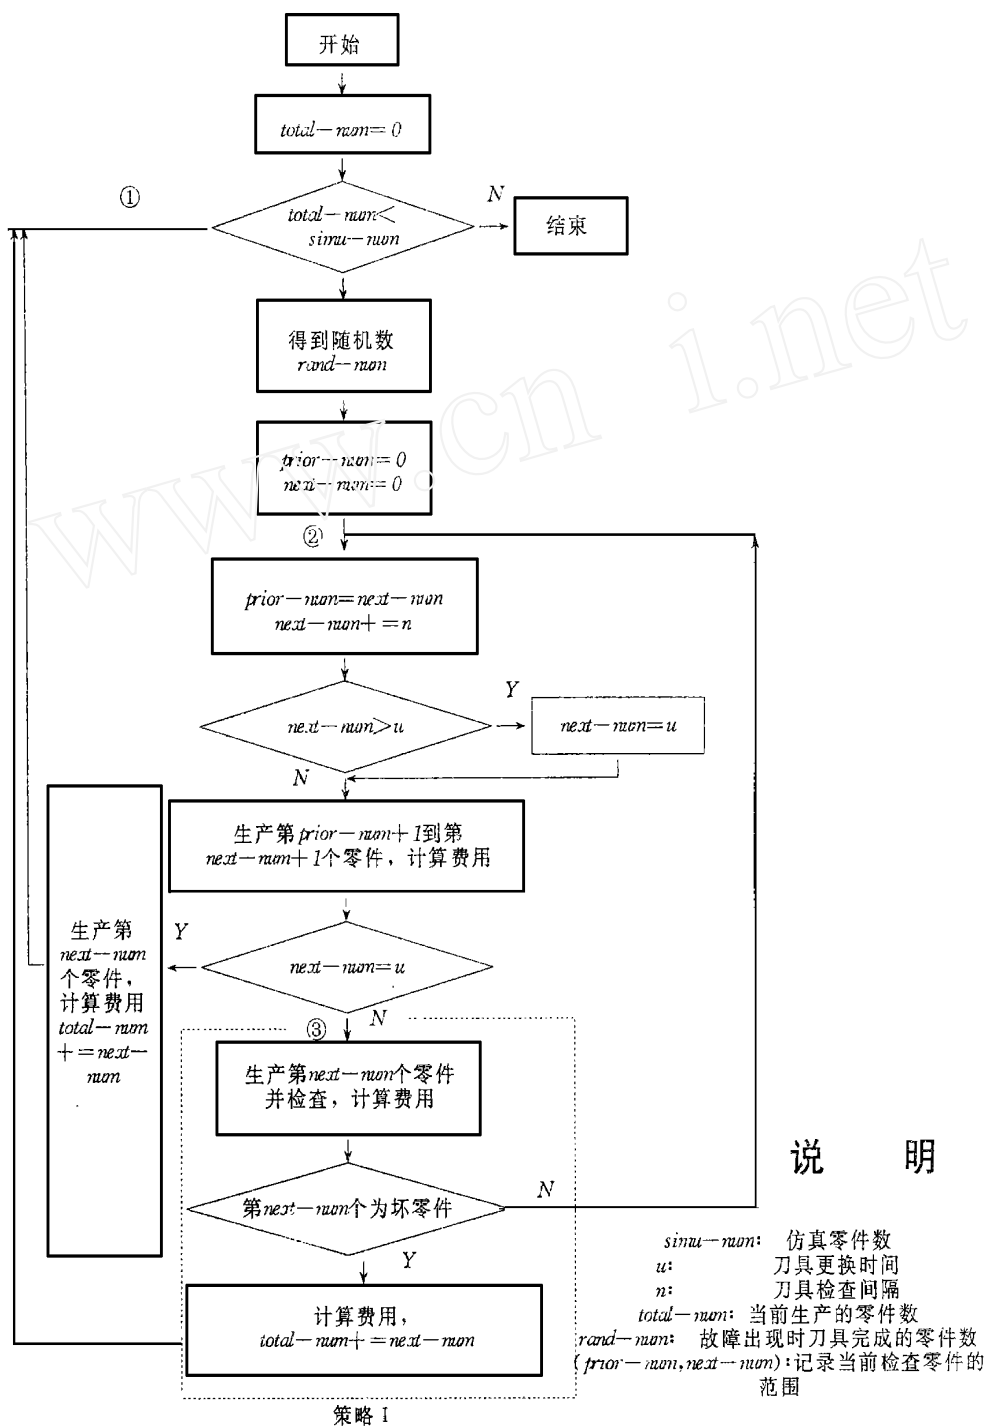 开始
total－num＝0
①
total－num＜
simu－num
N
结束
得到随机数
rand－num
prior－num＝0
next－num＝0
②
prior－num＝next－num
next－num＋＝n
next－num＞u
Y
next－num＝u
N
生产第prior－num＋1到第
next－num＋1个零件，计算费用
next－num＝u
Y
生产第
next－num
个零件，
计算费用
total－num
＋＝next－
num
N
③
生产第next－num个零件
并检查，计算费用
第next－num个为坏零件
N
Y
计算费用，
total－num＋＝next－num
策略 I
说 明
simu－num： 仿真零件数
u： 刀具更换时间
n： 刀具检查间隔
total－num：当前生产的零件数
rand－num： 故障出现时刀具完成的零件数
(prior－num,next－num)：记录当前检查零件的
范围